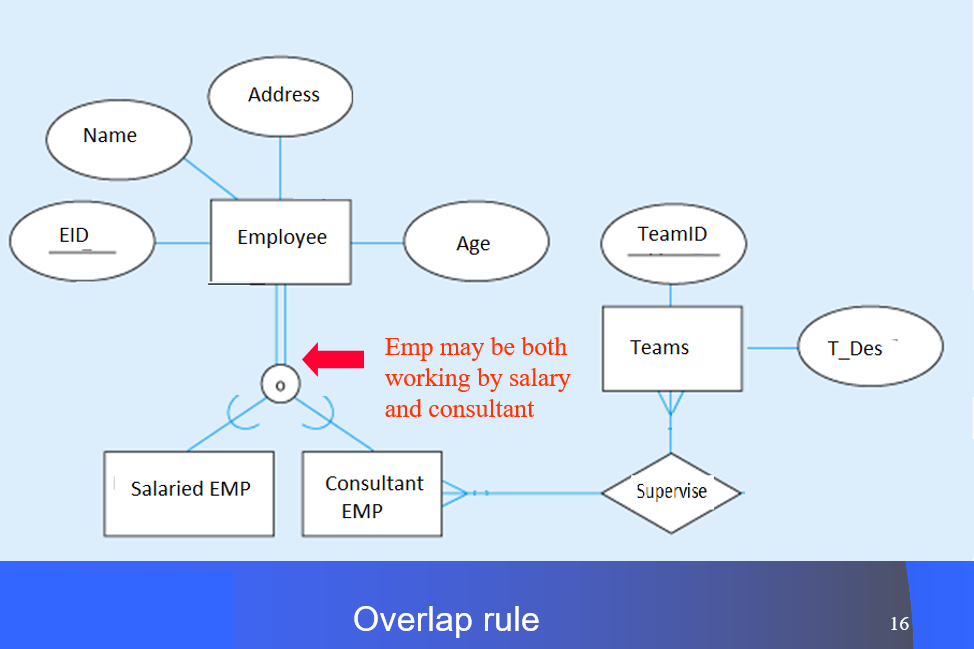 Address
Name
EID
Employee
Age
TeamID
Teams
T_Des
Emp may be both
working by salary
and consultant
o
Salaried EMP
Consultant
EMP
Supervise
Overlap rule
16